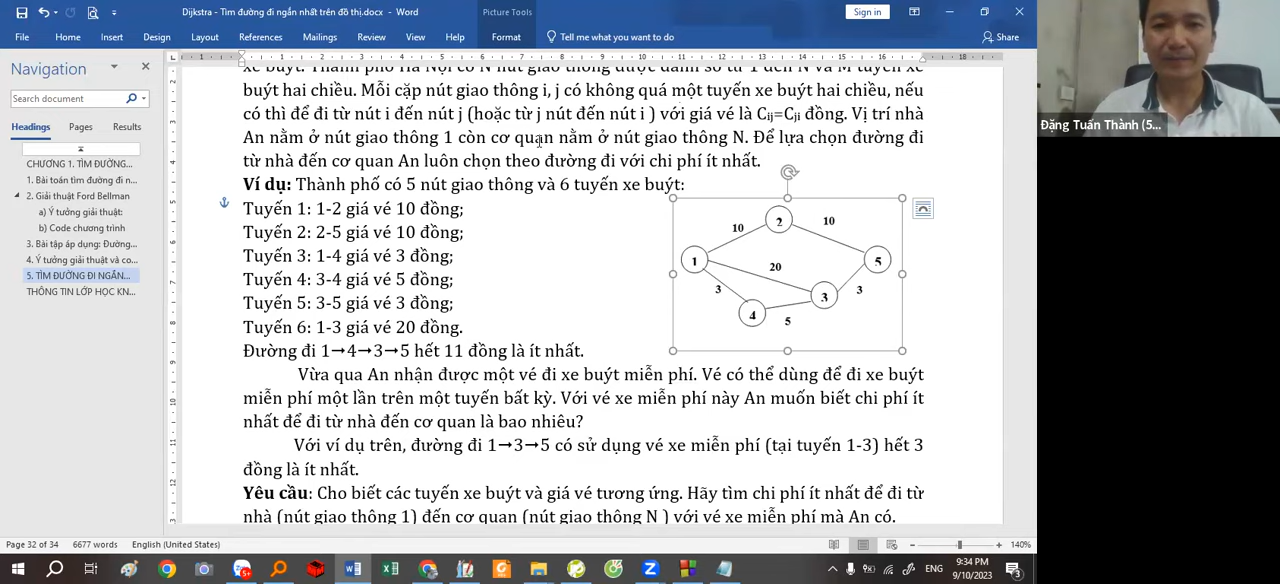 Dijkstra - Tìm đường đi ngắn nhất trên đồ thị.docx - Word
Picture Tools
Sign in
File Home Insert Design Layout References Mailings Review View Help Format Tell me what you want to do Share
Navigation
Search document
Headings Pages Results
CHƯƠNG 1. TÌM ĐƯỜNG...
1. Bài toán tìm đường đi n...
2. Giải thuật Ford Bellman
a) Ý tưởng giải thuật:
b) Code chương trình
3. Bài tập áp dụng: Đường...
4. Ý tưởng giải thuật và co...
5. TÌM ĐƯỜNG ĐI NGẮN...
THÔNG TIN LỚP HỌC KN...
xe buýt. Thành phố Hà Nội có N nút giao thông được đánh số từ 1 đến N và M tuyến xe
buýt hai chiều. Mỗi cặp nút giao thông i, j có không quá một tuyến xe buýt hai chiều, nếu
có thì để đi từ nút i đến nút j (hoặc từ j nút đến nút i ) với giá vé là Cij=Cji đồng. Vị trí nhà
An nằm ở nút giao thông 1 còn cơ quan nằm ở nút giao thông N. Để lựa chọn đường đi
từ nhà đến cơ quan An luôn chọn theo đường đi với chi phí ít nhất.
Ví dụ: Thành phố có 5 nút giao thông và 6 tuyến xe buýt:
Tuyến 1: 1-2 giá vé 10 đồng;
Tuyến 2: 2-5 giá vé 10 đồng;
Tuyến 3: 1-4 giá vé 3 đồng;
Tuyến 4: 3-4 giá vé 5 đồng;
Tuyến 5: 3-5 giá vé 3 đồng;
Tuyến 6: 1-3 giá vé 20 đồng.
2
10 10
1 20 5
3 3 3
4 5
Đường đi 1→4→3→5 hết 11 đồng là ít nhất.
Vừa qua An nhận được một vé đi xe buýt miễn phí. Vé có thể dùng để đi xe buýt
miễn phí một lần trên một tuyến bất kỳ. Với vé xe miễn phí này An muốn biết chi phí ít
nhất để đi từ nhà đến cơ quan là bao nhiêu?
Với ví dụ trên, đường đi 1→3→5 có sử dụng vé xe miễn phí (tại tuyến 1-3) hết 3
đồng là ít nhất.
Yêu cầu: Cho biết các tuyến xe buýt và giá vé tương ứng. Hãy tìm chi phí ít nhất để đi từ
nhà (nút giao thông 1) đến cơ quan (nút giao thông N ) với vé xe miễn phí mà An có.
Page 32 of 34 6677 words English (United States) 140%
ENG 9:34 PM
9/10/2023
Đặng Tuấn Thành (5...